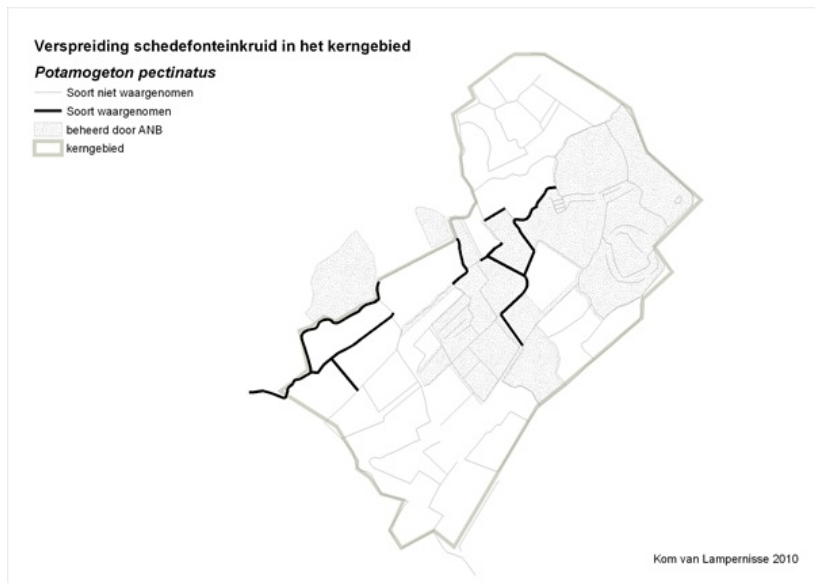 Verspreiding schedefonteinkruid in het kerngebied
Potamogeton pectinatus
Soort niet waargenomen
Soort waargenomen
beheerd door ANB
kerngebied
Kom van Lampernisse 2010